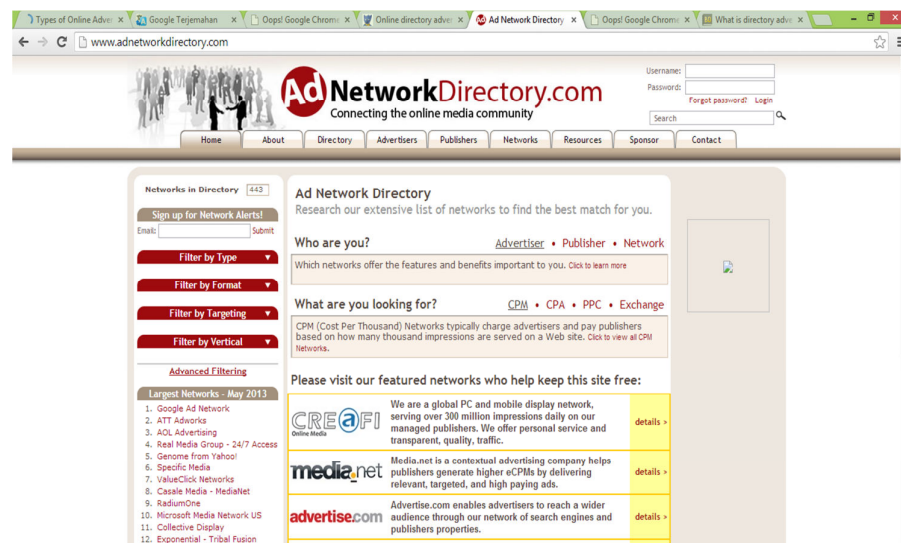 Types of Online Adver
Google Terjemahan
Oops! Google Chrome
Online directory adver
Ad Network Directory
Oops! Google Chrome
What is directory adve
www.adnetworkdirectory.com
Ad NetworkDirectory.com
Connecting the online media community
Username:
Password:
Forgot password? Login
Search
Home About Directory Advertisers Publishers Networks Resources Sponsor Contact
Networks in Directory 443
Sign up for Network Alerts!
Email: Submit
Filter by Type
Filter by Format
Filter by Targeting
Filter by Vertical
Advanced Filtering
Largest Networks - May 2013
1. Google Ad Network
2. ATT Adworks
3. AOL Advertising
4. Real Media Group - 24/7 Access
5. Genome from Yahoo!
6. Specific Media
7. ValueClick Networks
8. Casale Media - MediaNet
9. RadiumOne
10. Microsoft Media Network US
11. Collective Display
12. Exponential - Tribal Fusion
Ad Network Directory
Research our extensive list of networks to find the best match for you.
Who are you? Advertiser • Publisher • Network
Which networks offer the features and benefits important to you. Click to learn more
What are you looking for? CPM • CPA • PPC • Exchange
CPM (Cost Per Thousand) Networks typically charge advertisers and pay publishers
based on how many thousand impressions are served on a Web site. Click to view all CPM
Networks.
Please visit our featured networks who help keep this site free:
CREaFI
Online Media
We are a global PC and mobile display network,
serving over 300 million impressions daily on our
managed publishers. We offer personal service and
transparent, quality, traffic.
details >
media.net
Media.net is a contextual advertising company helps
publishers generate higher eCPMs by delivering
relevant, targeted, and high paying ads.
details >
advertise.com
Advertise.com enables advertisers to reach a wider
audience through our network of search engines and
publishers properties.
details >